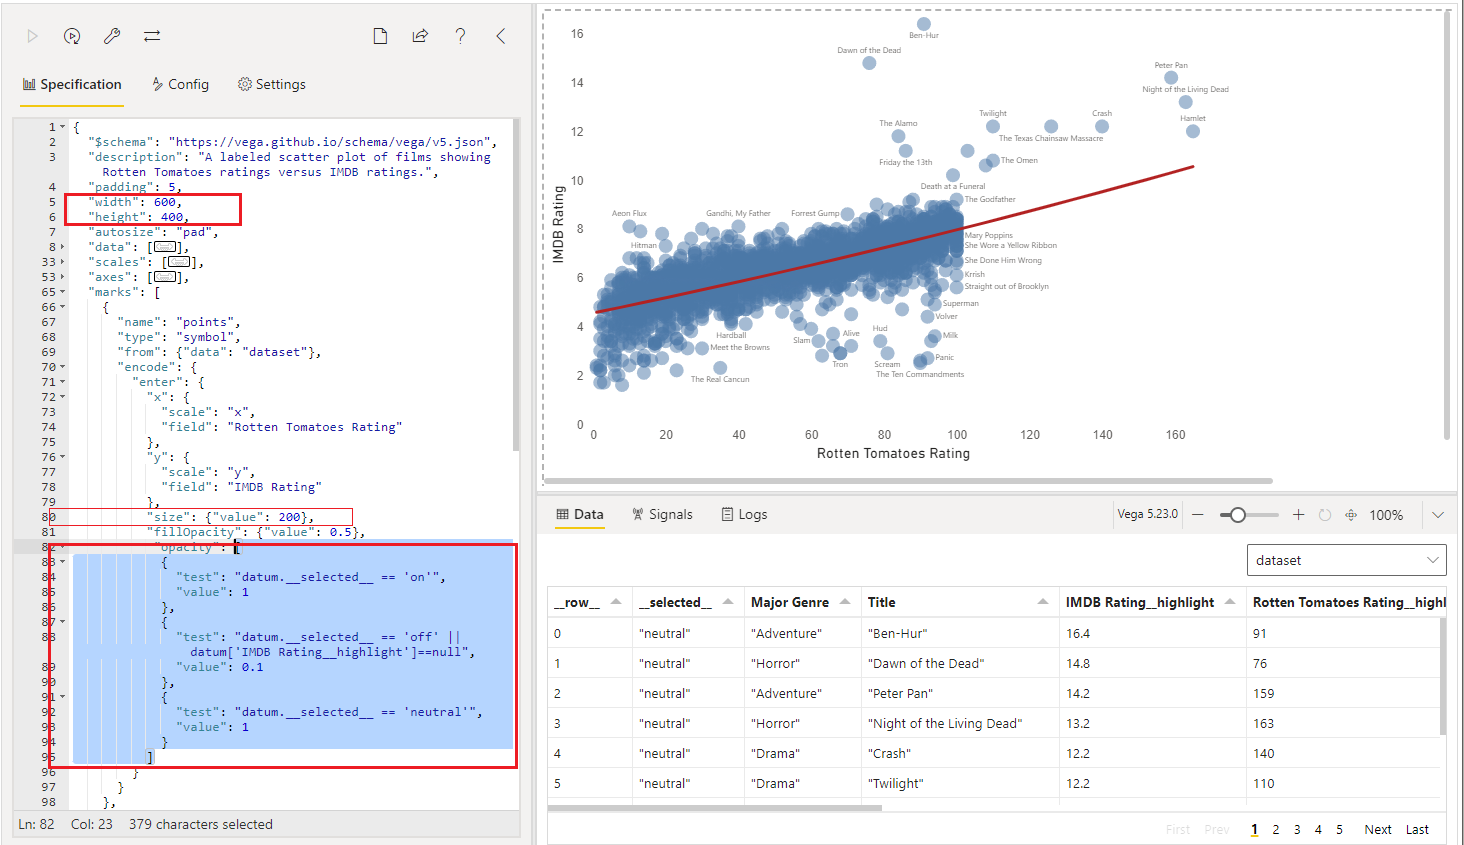 Specification
Config
Settings
1 {
2 "$schema": "https://vega.github.io/schema/vega/v5.json",
3 "description": "A labeled scatter plot of films showing
Rotten Tomatoes ratings versus IMDB ratings.",
4 "padding": 5,
5 "width": 600,
6 "height": 400,
7 "autosize": "pad",
8 "data": [],
33 "scales": [],
53 "axes": [],
65 "marks": [
66 {
67 "name": "points",
68 "type": "symbol",
69 "from": {"data": "dataset"},
70 "encode": {
71 "enter": {
72 "x": {
73 "scale": "x",
74 "field": "Rotten Tomatoes Rating"
75 },
76 "y": {
77 "scale": "y",
78 "field": "IMDB Rating"
79 },
80 "size": {"value": 200},
81 "fillOpacity": {"value": 0.5},
82 "opacity": [
83 {
84 "test": "datum.__selected__ == 'on'",
85 "value": 1
86 },
87 {
88 "test": "datum.__selected__ == 'off' ||
datum['IMDB Rating__highlight']==null",
89 "value": 0.1
90 },
91 {
92 "test": "datum.__selected__ == 'neutral'",
93 "value": 1
94 }
95 ]
96 }
97 }
98 },
Ln: 82 Col: 23 379 characters selected
IMDB Rating
16
14
12
10
8
6
4
2
0
0 20 40 60 80 100 120 140 160
Rotten Tomatoes Rating
Ben-Hur
Dawn of the Dead
Peter Pan
Night of the Living Dead
Twilight
Crash
Hamlet
The Alamo
The Texas Chainsaw Massacre
Friday the 13th
The Omen
Death at a Funeral
The Godfather
Aeon Flux
Gandhi, My Father
Forrest Gump
Hitman
Mary Poppins
She Wore a Yellow Ribbon
She Done Him Wrong
Krrish
Straight out of Brooklyn
Superman
Volver
Hardball
Slam
Alive
Hud
Milk
Meet the Browns
Tron
Scream
Panic
The Real Cancun
The Ten Commandments
Data
Signals
Logs
Vega 5.23.0
100%
dataset
__row__ __selected__ Major Genre Title IMDB Rating__highlight Rotten Tomatoes Rating__highl
0 "neutral" "Adventure" "Ben-Hur" 16.4 91
1 "neutral" "Horror" "Dawn of the Dead" 14.8 76
2 "neutral" "Adventure" "Peter Pan" 14.2 159
3 "neutral" "Horror" "Night of the Living Dead" 13.2 163
4 "neutral" "Drama" "Crash" 12.2 140
5 "neutral" "Drama" "Twilight" 12.2 110
First Prev 1 2 3 4 5 Next Last